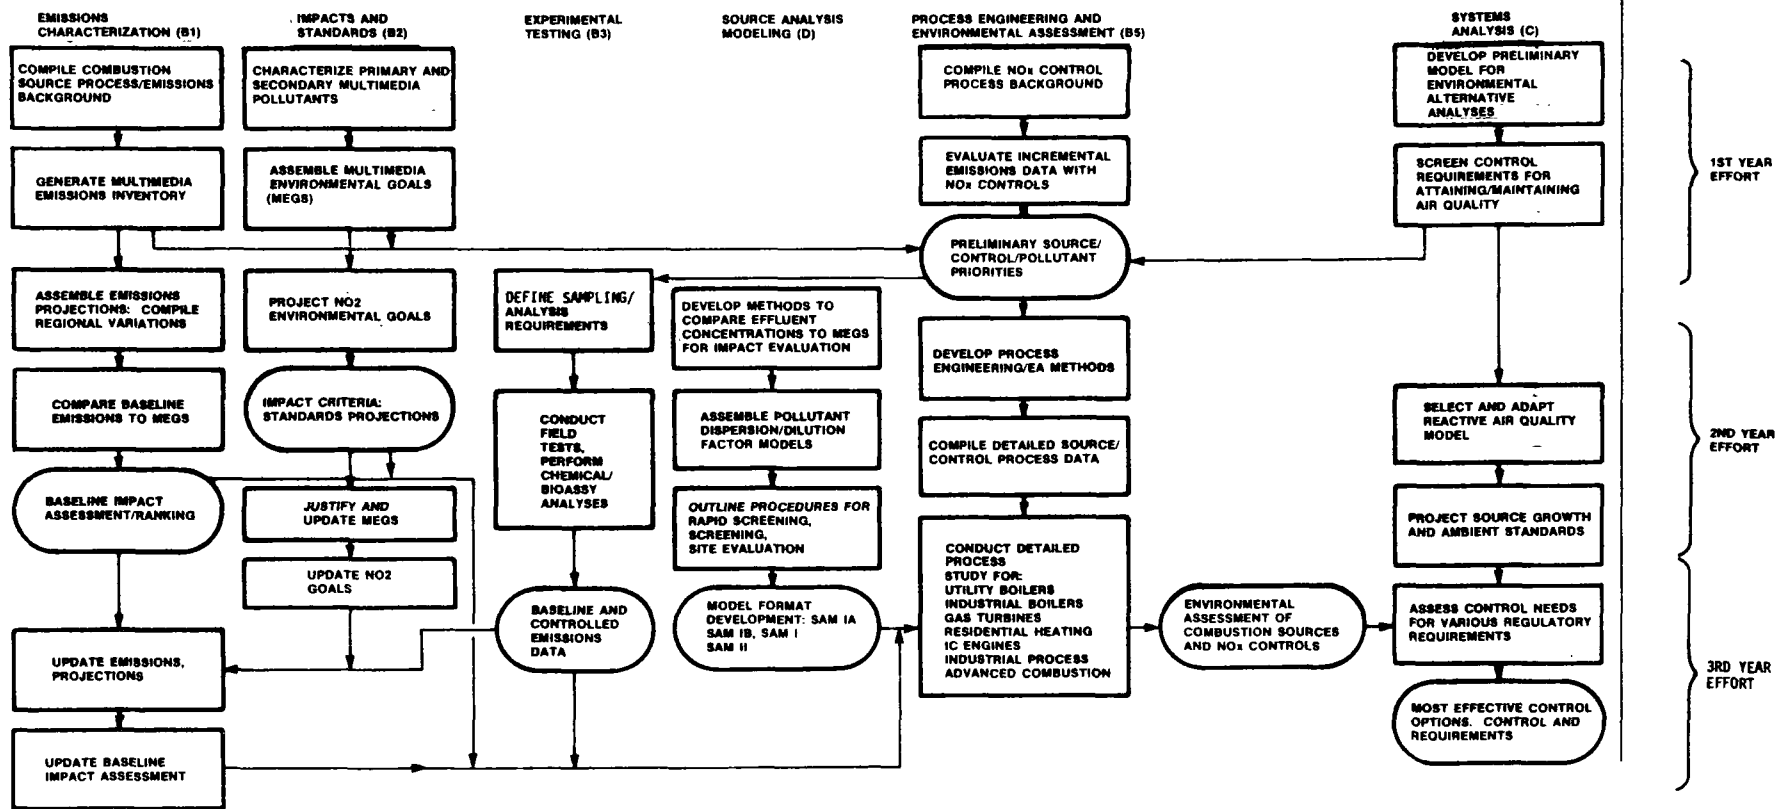 EMISSIONS
CHARACTERIZATION (B1)
COMPILE COMBUSTION
SOURCE PROCESS/EMISSIONS
BACKGROUND
GENERATE MULTIMEDIA
EMISSIONS INVENTORY
ASSEMBLE EMISSIONS
PROJECTIONS: COMPILE
REGIONAL VARIATIONS
COMPARE BASELINE
EMISSIONS TO MEGS
BASELINE IMPACT
ASSESSMENT/RANKING
UPDATE EMISSIONS,
PROJECTIONS
UPDATE BASELINE
IMPACT ASSESSMENT
IMPACTS AND
STANDARDS (B2)
CHARACTERIZE PRIMARY AND
SECONDARY MULTIMEDIA
POLLUTANTS
ASSEMBLE MULTIMEDIA
ENVIRONMENTAL GOALS
(MEGS)
PROJECT NO2
ENVIRONMENTAL GOALS
IMPACT CRITERIA:
STANDARDS PROJECTIONS
JUSTIFY AND
UPDATE MEGS
UPDATE NO2
GOALS
EXPERIMENTAL
TESTING (B3)
DEFINE SAMPLING/
ANALYSIS
REQUIREMENTS
CONDUCT
FIELD
TESTS,
PERFORM
CHEMICAL/
BIOASSY
ANALYSES
BASELINE AND
CONTROLLED
EMISSIONS
DATA
SOURCE ANALYSIS
MODELING (D)
DEVELOP METHODS TO
COMPARE EFFLUENT
CONCENTRATIONS TO MEGS
FOR IMPACT EVALUATION
ASSEMBLE POLLUTANT
DISPERSION/DILUTION
FACTOR MODELS
OUTLINE PROCEDURES FOR
RAPID SCREENING,
SCREENING,
SITE EVALUATION
MODEL FORMAT
DEVELOPMENT: SAM IA
SAM IB, SAM I
SAM II
PROCESS ENGINEERING AND
ENVIRONMENTAL ASSESSMENT (B5)
COMPILE NOx CONTROL
PROCESS BACKGROUND
EVALUATE INCREMENTAL
EMISSIONS DATA WITH
NOx CONTROLS
PRELIMINARY SOURCE/
CONTROL/POLLUTANT
PRIORITIES
DEVELOP PROCESS
ENGINEERING/EA METHODS
COMPILE DETAILED SOURCE/
CONTROL PROCESS DATA
CONDUCT DETAILED
PROCESS
STUDY FOR:
UTILITY BOILERS
INDUSTRIAL BOILERS
GAS TURBINES
RESIDENTIAL HEATING
IC ENGINES
INDUSTRIAL PROCESS
ADVANCED COMBUSTION
ENVIRONMENTAL
ASSESSMENT OF
COMBUSTION SOURCES
AND NOx CONTROLS
SYSTEMS
ANALYSIS (C)
DEVELOP PRELIMINARY
MODEL FOR
ENVIRONMENTAL
ALTERNATIVE
ANALYSES
SCREEN CONTROL
REQUIREMENTS FOR
ATTAINING/MAINTAINING
AIR QUALITY
SELECT AND ADAPT
REACTIVE AIR QUALITY
MODEL
PROJECT SOURCE GROWTH
AND AMBIENT STANDARDS
ASSESS CONTROL NEEDS
FOR VARIOUS REGULATORY
REQUIREMENTS
MOST EFFECTIVE CONTROL
OPTIONS. CONTROL AND
REQUIREMENTS
1ST YEAR
EFFORT
2ND YEAR
EFFORT
3RD YEAR
EFFORT